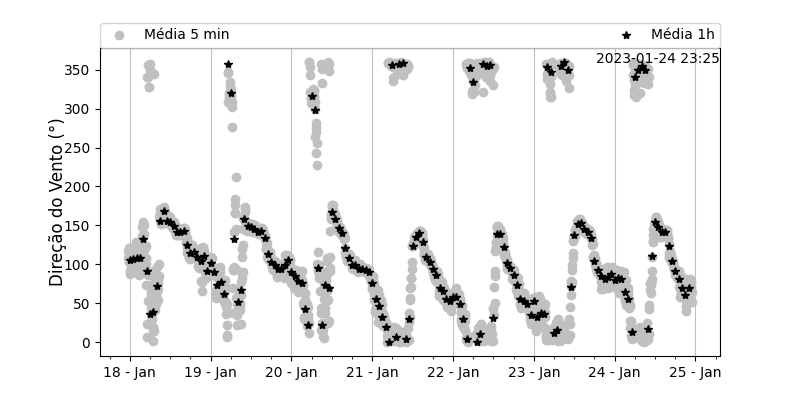 Média 5 min
Média 1h
2023-01-24 23:25
350
300
250
200
150
100
50
0
Direção do Vento (°)
18 - Jan
19 - Jan
20 - Jan
21 - Jan
22 - Jan
23 - Jan
24 - Jan
25 - Jan